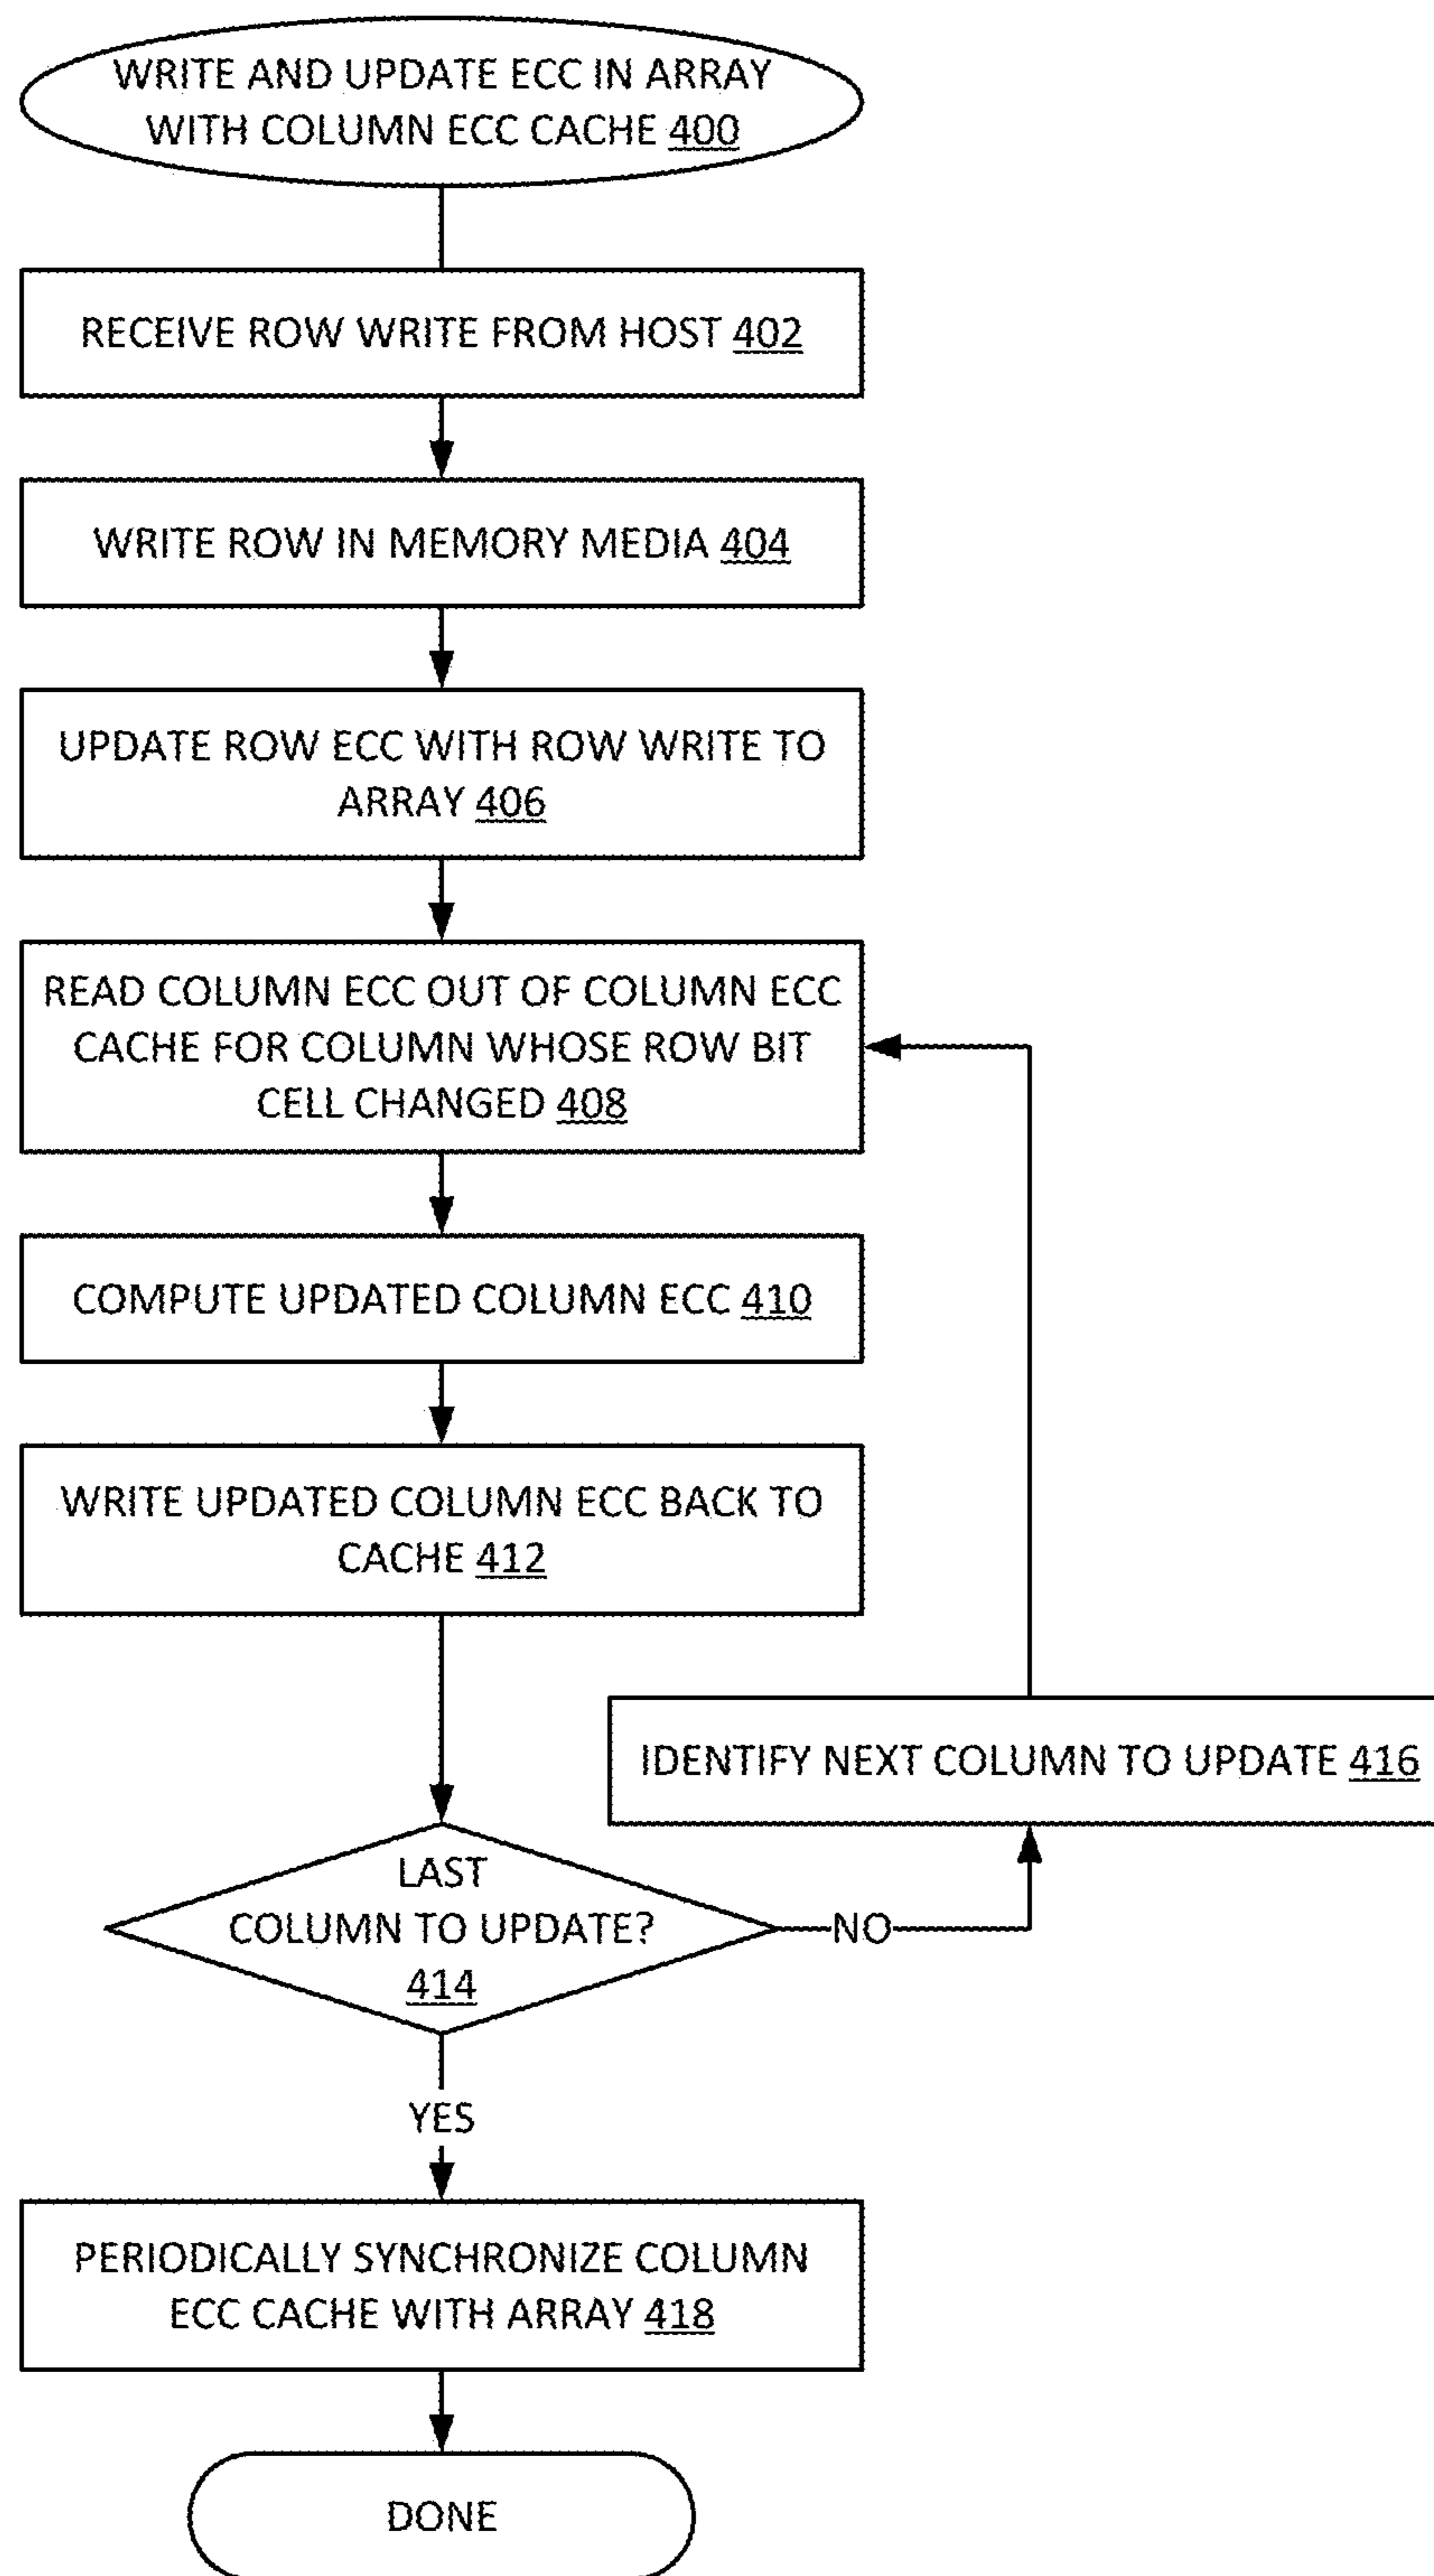 WRITE AND UPDATE ECC IN ARRAY
WITH COLUMN ECC CACHE 400
RECEIVE ROW WRITE FROM HOST 402
WRITE ROW IN MEMORY MEDIA 404
UPDATE ROW ECC WITH ROW WRITE TO
ARRAY 406
READ COLUMN ECC OUT OF COLUMN ECC
CACHE FOR COLUMN WHOSE ROW BIT
CELL CHANGED 408
COMPUTE UPDATED COLUMN ECC 410
WRITE UPDATED COLUMN ECC BACK TO
CACHE 412
IDENTIFY NEXT COLUMN TO UPDATE 416
LAST
COLUMN TO UPDATE?
414
NO
YES
PERIODICALLY SYNCHRONIZE COLUMN
ECC CACHE WITH ARRAY 418
DONE